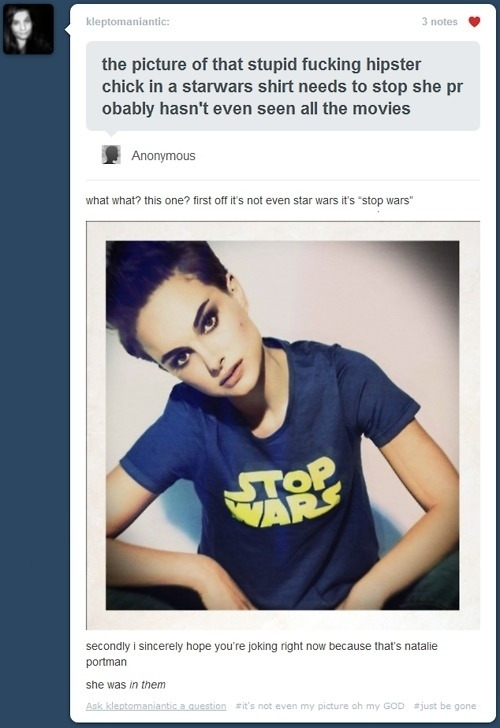 kleptomaniantic:
3 notes
the picture of that stupid fucking hipster
chick in a starwars shirt needs to stop she pr
obably hasn't even seen all the movies
Anonymous
what what? this one? first off it's not even star wars it's "stop wars"
STOP
WARS
secondly i sincerely hope you're joking right now because that's natalie
portman
she was in them
Ask kleptomaniantic a question #it's not even my picture oh my GOD #just be gone